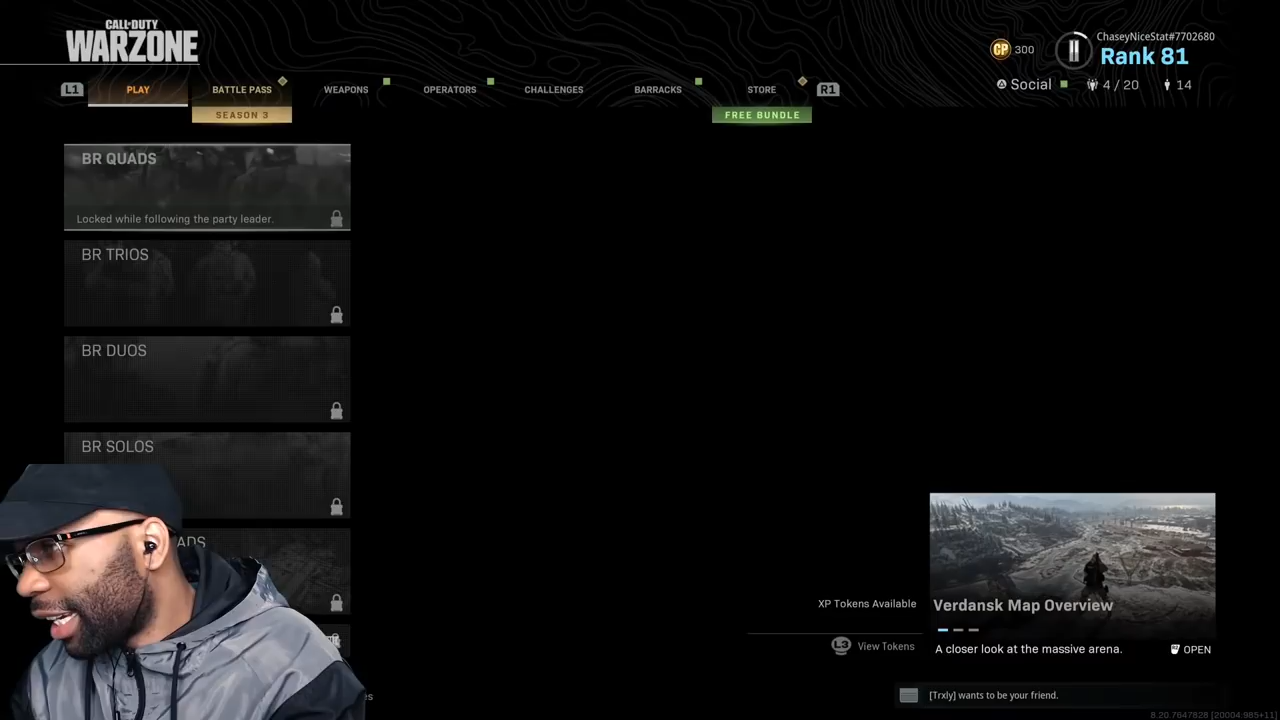 CALL OF DUTY
WARZONE
CP 300
ChaseyNiceStat#7702680
Rank 81
L1
PLAY
BATTLE PASS
WEAPONS
OPERATORS
CHALLENGES
BARRACKS
STORE
R1
Social
4 / 20
14
SEASON 3
FREE BUNDLE
BR QUADS
Locked while following the party leader.
BR TRIOS
BR DUOS
BR SOLOS
ADS
XP Tokens Available
L3 View Tokens
Verdansk Map Overview
A closer look at the massive arena.
OPEN
[Trxly] wants to be your friend.